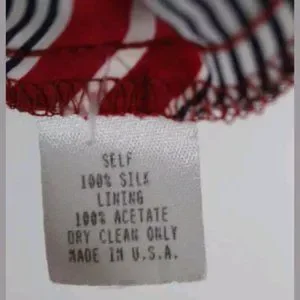 SELF
100% SILK
LINING
100% ACETATE
DRY CLEAN ONLY
MADE IN U.S.A.